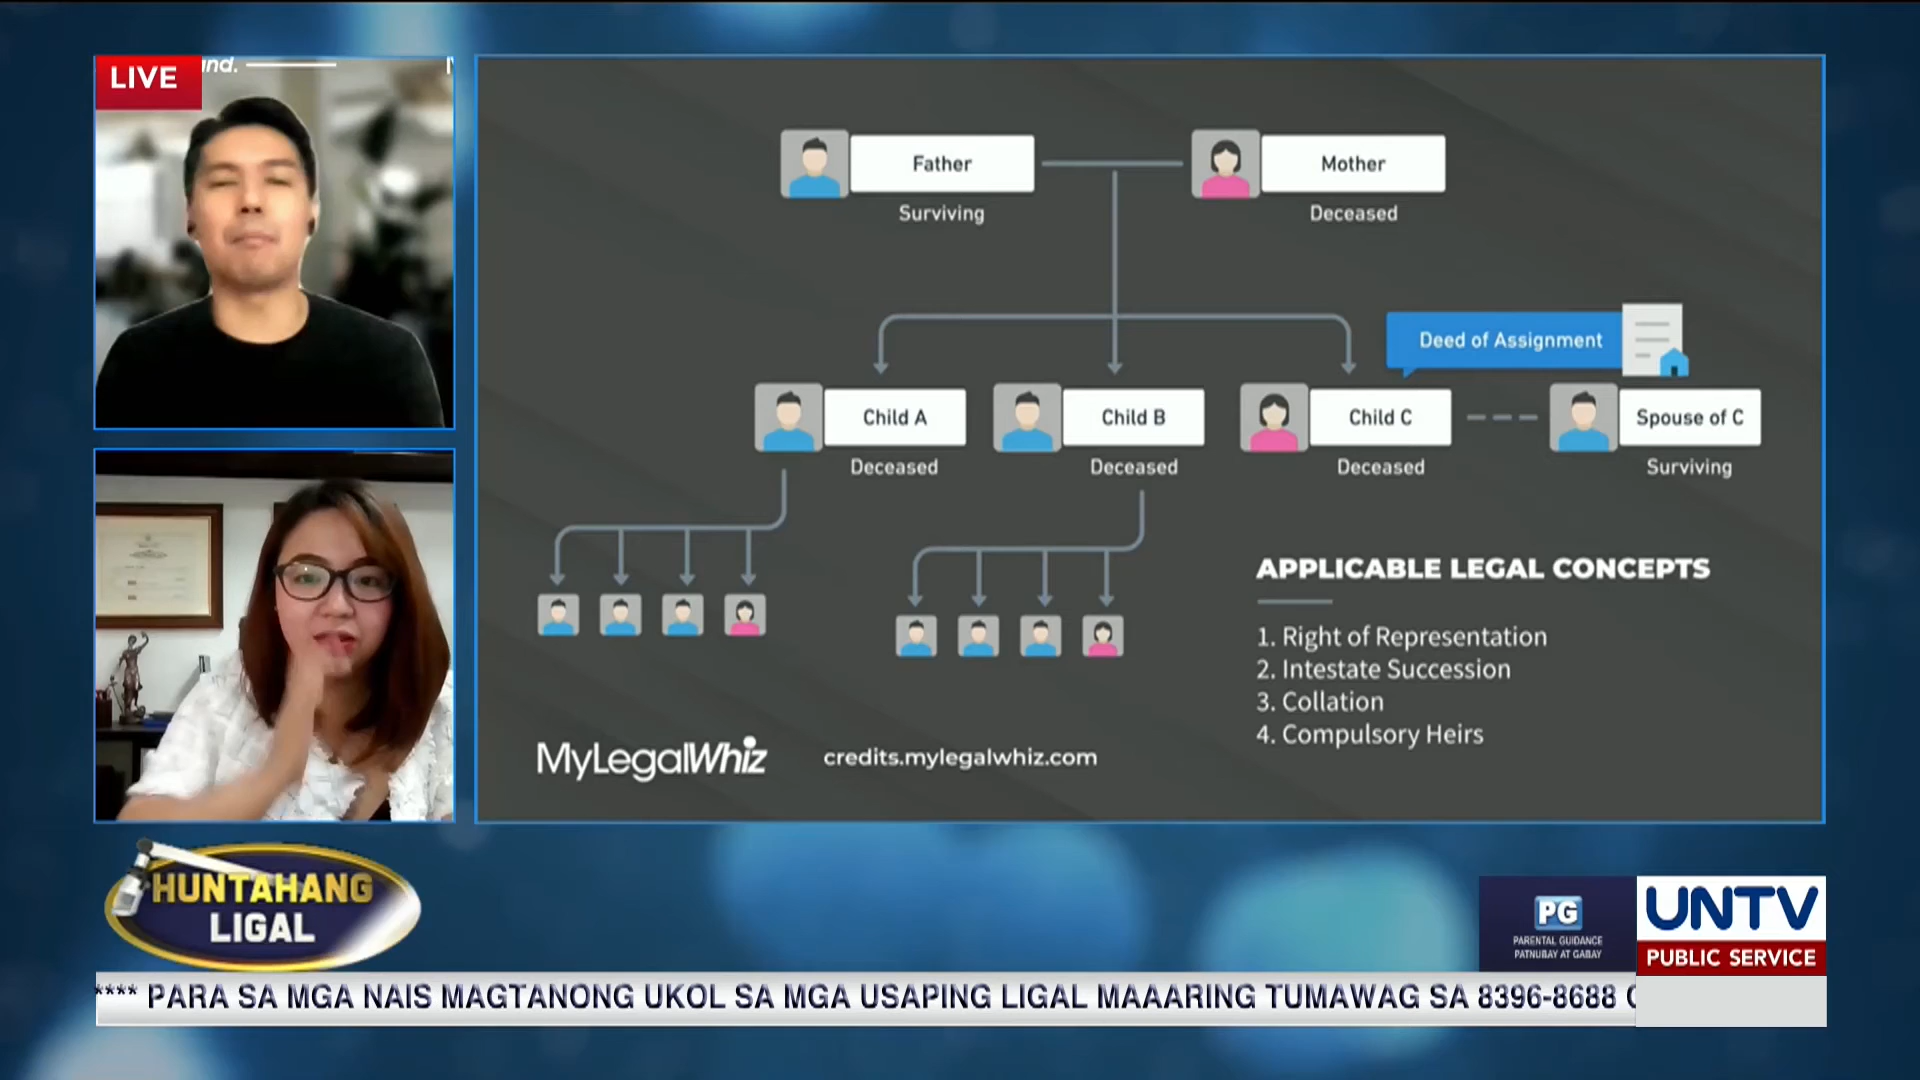 LIVE
and.
Father
Mother
Surviving
Deceased
Deed of Assignment
Child A
Child B
Child C
Spouse of C
Deceased
Deceased
Deceased
Surviving
APPLICABLE LEGAL CONCEPTS
1. Right of Representation
2. Intestate Succession
3. Collation
4. Compulsory Heirs
MyLegalWhiz
credits.mylegalwhiz.com
HUNTAHANG
LIGAL
PG
PARENTAL GUIDANCE
PATNUBAY AT GABAY
UNTV
PUBLIC SERVICE
**** PARA SA MGA NAIS MAGTANONG UKOL SA MGA USAPING LIGAL MAAARING TUMAWAG SA 8396-8688